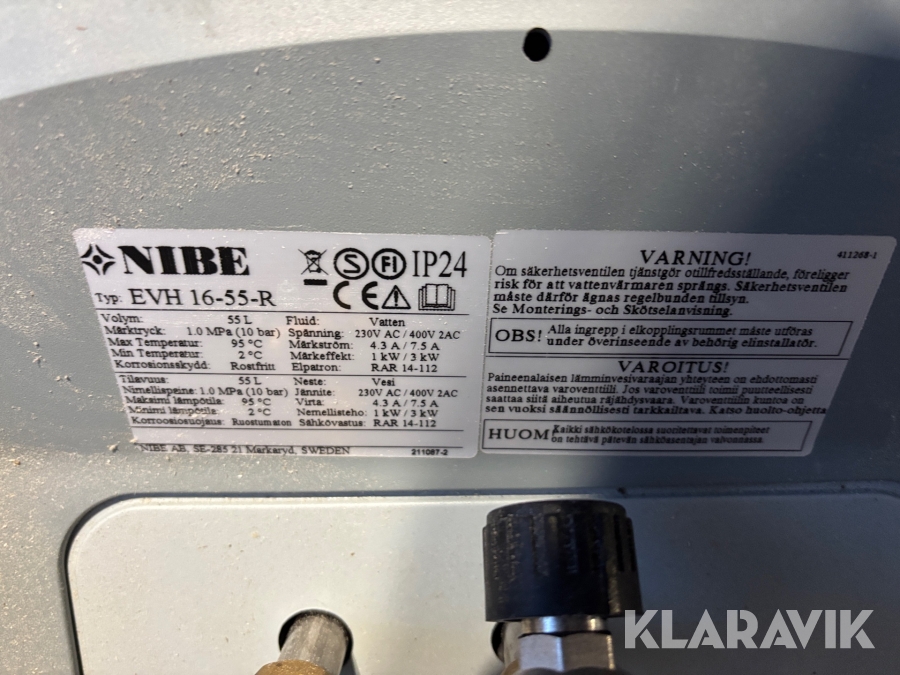 NIBE
S FI IP24
CE
Typ: EVH 16-55-R
Volym: 55 L Fluid: Vatten
Märktryck: 1.0 MPa (10 bar) Spänning: 230V AC / 400V 2AC
Max Temperatur: 95 °C Märkström: 4.3 A / 7.5 A
Min Temperatur: 2 °C Märkeffekt: 1 kW / 3 kW
Korrosionsskydd: Rostfritt Elpatron: RAR 14-112
Tilavuus: 55 L Neste: Vesi
Nimellispeine: 1.0 MPa (10 bar) Jännite: 230V AC / 400V 2AC
Maksimi lämpötila: 95 °C Virta: 4.3 A / 7.5 A
Minimi lämpötila: 2 °C Nemellisteho: 1 kW / 3 kW
Korroosiosuojaus: Ruostumaton Sähkövastus: RAR 14-112
NIBE AB, SE-285 21 Markaryd, SWEDEN 211087-2
VARNING! 411268-1
Om säkerhetsventilen tjänstgör otillfredsställande, föreligger
risk för att vattenvärmaren sprängs. Säkerhetsventilen
måste därför ägnas regelbunden tillsyn.
Se Monterings- och Skötselanvisning.
OBS! Alla ingrepp i elkopplingsrummet måste utföras
under överinseende av behörig elinstallatör.
VAROITUS!
Paineenalaisen lämminvesivaraajan yhteyteen on ehdottomasti
asennettava varoventtiili. Jos varoventtiili toimii puutteellisesti
saattaa siitä aiheutua räjähdysvaara. Varoventtiilin kuntoa on
sen vuoksi säännöllisesti tarkkailtava. Katso huolto-ohjetta
HUOM Kaikki sähkökotelossa suoritettavat toimenpiteet
on tehtävä pätevän sähköasentajan valvonnassa.
KLARAVIK